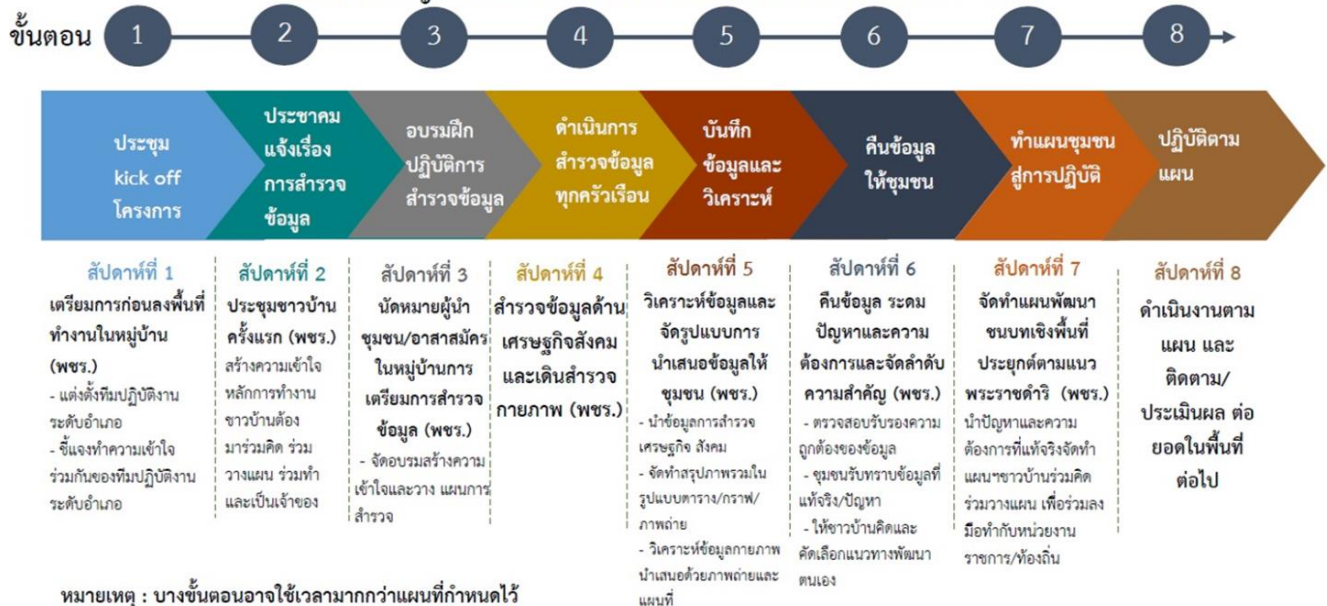 ขั้นตอน 1 2 3 4 5 6 7 8
ประชุม
kick off
โครงการ
ประชาคม
แจ้งเรื่อง
การสำรวจ
ข้อมูล
อบรมฝึก
ปฏิบัติการ
สำรวจข้อมูล
ดำเนินการ
สำรวจข้อมูล
ทุกครัวเรือน
บันทึก
ข้อมูลและ
วิเคราะห์
คืนข้อมูล
ให้ชุมชน
ทำแผนชุมชน
สู่การปฏิบัติ
ปฏิบัติตาม
แผน
สัปดาห์ที่ 1
เตรียมการก่อนลงพื้นที่
ทำงานในหมู่บ้าน
(พชร.)
- แต่งตั้งทีมปฏิบัติงาน
ระดับอำเภอ
- ชี้แจงทำความเข้าใจ
ร่วมกันของทีมปฏิบัติงาน
ระดับอำเภอ
สัปดาห์ที่ 2
ประชุมชาวบ้าน
ครั้งแรก (พชร.)
สร้างความเข้าใจ
หลักการทำงาน
ชาวบ้านต้อง
มาร่วมคิด ร่วม
วางแผน ร่วมทำ
และเป็นเจ้าของ
สัปดาห์ที่ 3
นัดหมายผู้นำ
ชุมชน/อาสาสมัคร
ในหมู่บ้านการ
เตรียมการสำรวจ
ข้อมูล (พชร.)
- จัดอบรมสร้างความ
เข้าใจและวาง แผนการ
สำรวจ
สัปดาห์ที่ 4
สำรวจข้อมูลด้าน
เศรษฐกิจสังคม
และเดินสำรวจ
กายภาพ (พชร.)
สัปดาห์ที่ 5
วิเคราะห์ข้อมูลและ
จัดรูปแบบการ
นำเสนอข้อมูลให้
ชุมชน (พชร.)
- นำข้อมูลการสำรวจ
เศรษฐกิจ สังคม
- จัดทำสรุปภาพรวมใน
รูปแบบตาราง/กราฟ/
ภาพถ่าย
- วิเคราะห์ข้อมูลกายภาพ
นำเสนอด้วยภาพถ่ายและ
แผนที่
สัปดาห์ที่ 6
คืนข้อมูล ระดม
ปัญหาและความ
ต้องการและจัดลำดับ
ความสำคัญ (พชร.)
- ตรวจสอบรับรองความ
ถูกต้องของข้อมูล
- ชุมชนรับทราบข้อมูลที่
แท้จริง/ปัญหา
- ให้ชาวบ้านคิดและ
คัดเลือกแนวทางพัฒนา
ตนเอง
สัปดาห์ที่ 7
จัดทำแผนพัฒนา
ชนบทเชิงพื้นที่
ประยุกต์ตามแนว
พระราชดำริ (พชร.)
นำปัญหาและความ
ต้องการที่แท้จริงจัดทำ
แผนฯชาวบ้านร่วมคิด
ร่วมวางแผน เพื่อร่วมลง
มือทำกับหน่วยงาน
ราชการ/ท้องถิ่น
สัปดาห์ที่ 8
ดำเนินงานตาม
แผน และ
ติดตาม/
ประเมินผล ต่อ
ยอดในพื้นที่
ต่อไป
หมายเหตุ : บางขั้นตอนอาจใช้เวลามากกว่าแผนที่กำหนดไว้